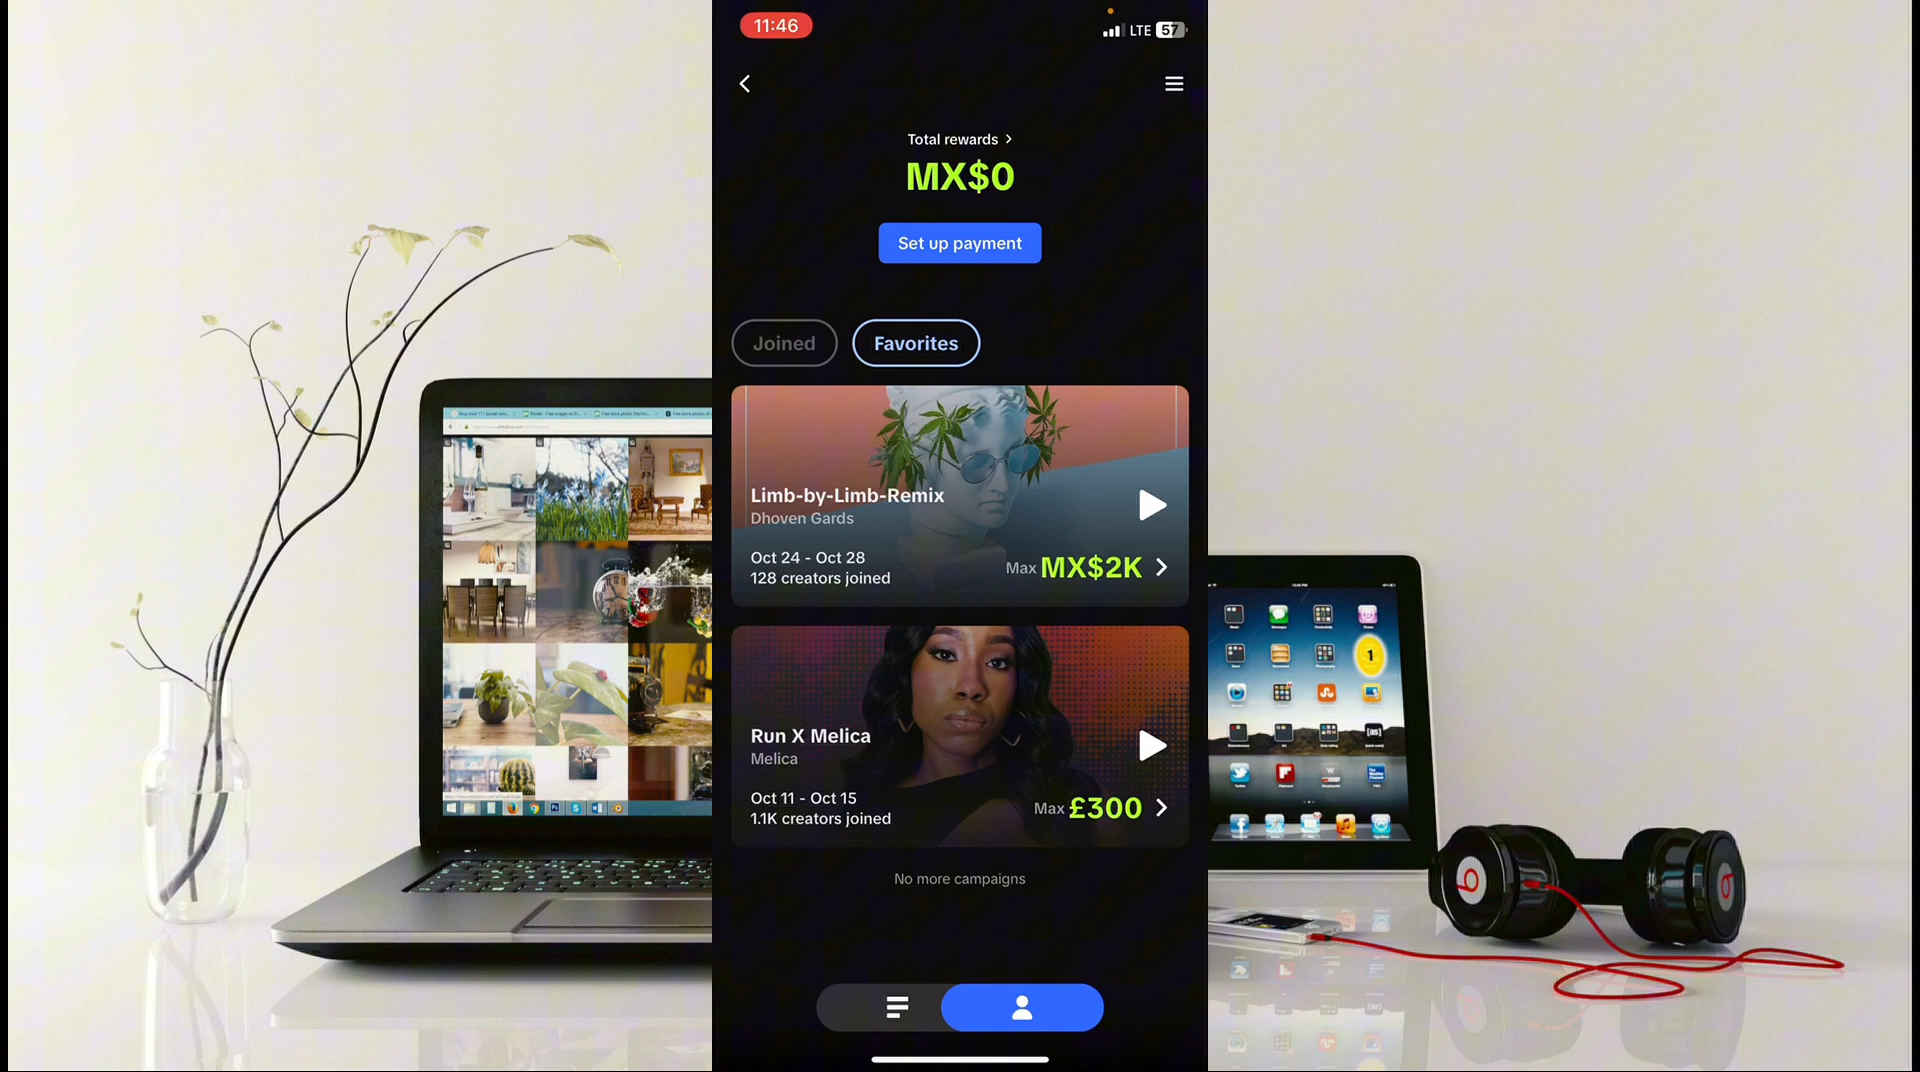 11:46
LTE 57
Total rewards >
MX$0
Set up payment
Joined
Favorites
Limb-by-Limb-Remix
Dhoven Gards
Oct 24 - Oct 28
128 creators joined
Max MX$2K
Run X Melica
Melica
Oct 11 - Oct 15
1.1K creators joined
Max £300
No more campaigns
1